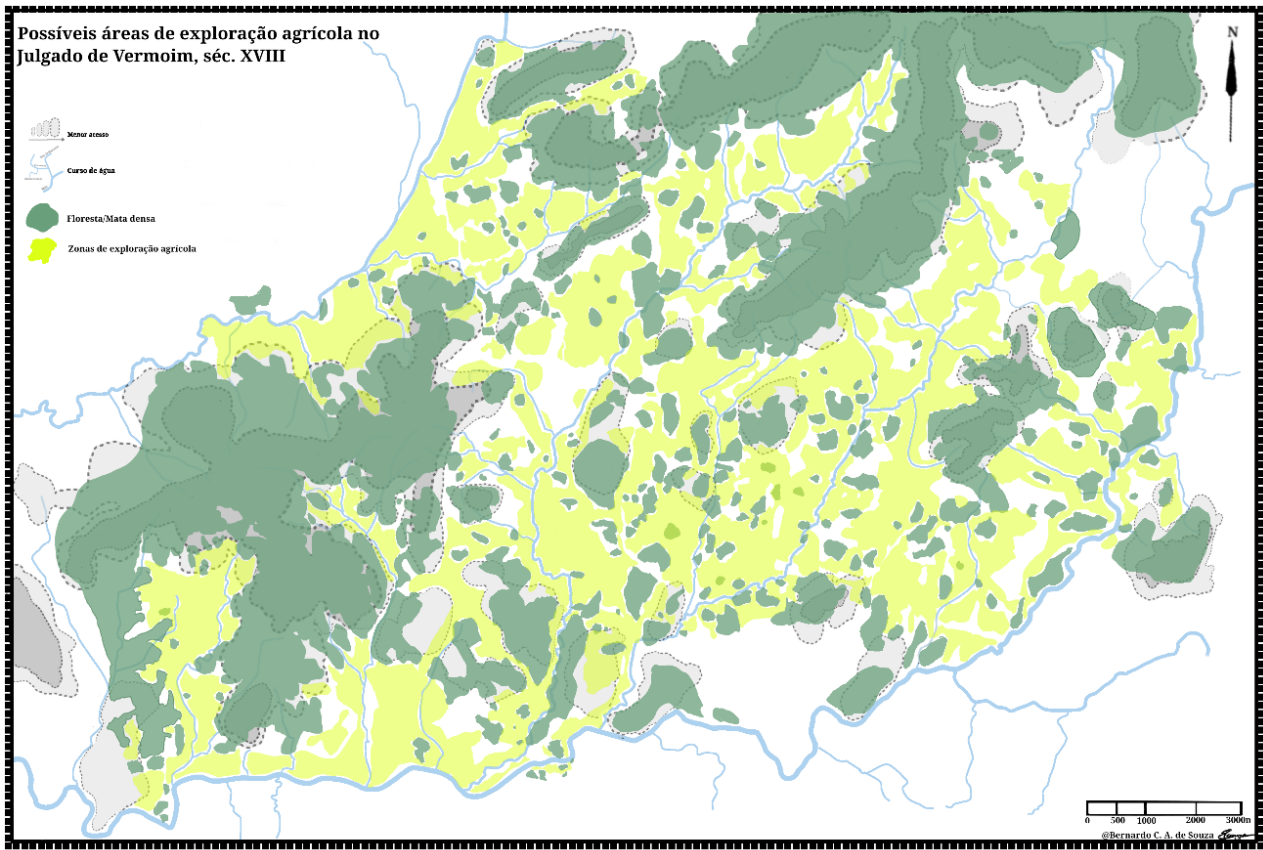 Possíveis áreas de exploração agrícola no
Julgado de Vermoim, séc. XVIII
N
Menor acesso
Curso de água
Floresta/Mata densa
Zonas de exploração agrícola
0 500 1000 2000 3000m
@Bernardo C. A. de Souza